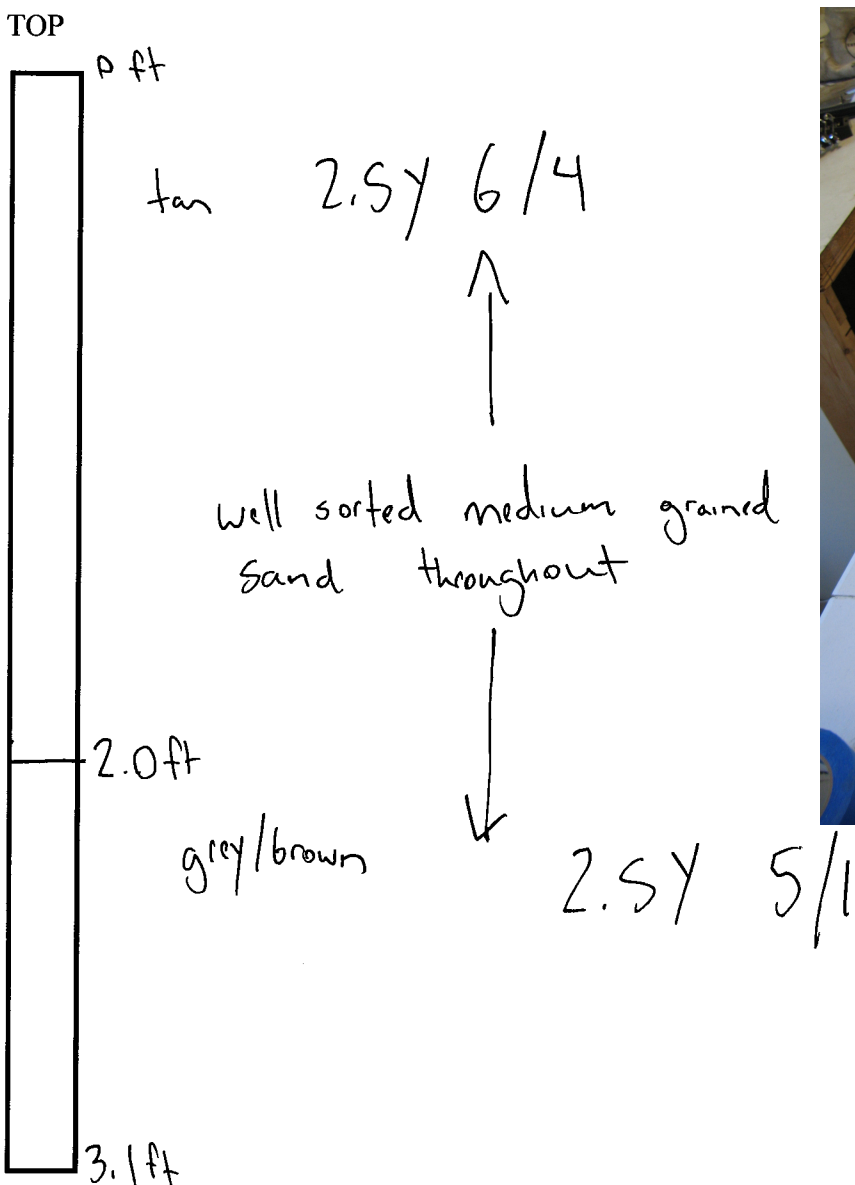 TOP
0 ft
tan 2.5Y 6/4
well sorted medium grained
sand throughout
2.0ft
grey/brown
2.5Y 5/1
3.1ft